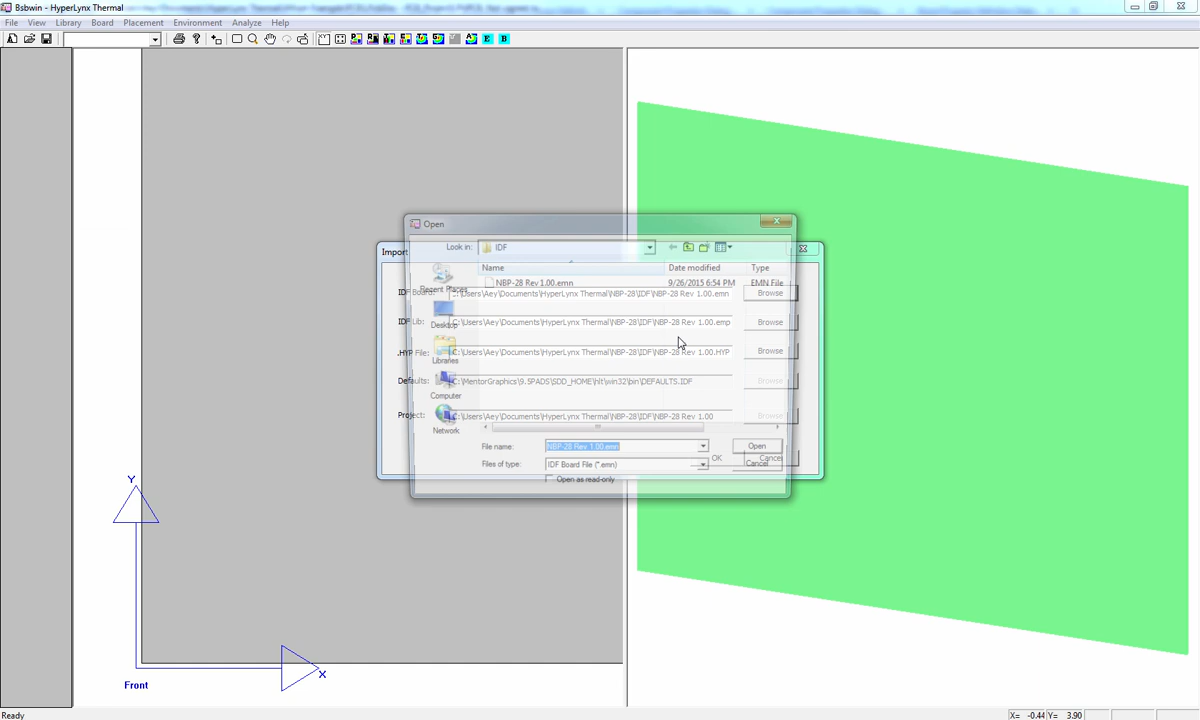 Bsbwin - HyperLynx Thermal
File View Library Board Placement Environment Analyze Help
Open
Import
Look in: IDF
Name Date modified Type
NBP-28 Rev 1.00.emn 9/26/2015 6:54 PM EMN File
Recent Places
Desktop
Libraries
Computer
Network
IDF Board: C:\Users\Aey\Documents\HyperLynx Thermal\NBP-28\IDF\NBP-28 Rev 1.00.emn Browse
IDF Lib: C:\Users\Aey\Documents\HyperLynx Thermal\NBP-28\IDF\NBP-28 Rev 1.00.emp Browse
.HYP File: C:\Users\Aey\Documents\HyperLynx Thermal\NBP-28\IDF\NBP-28 Rev 1.00.HYP Browse
Defaults: C:\MentorGraphics\9.5PADS\SDD_HOME\hlt\win32\bin\DEFAULTS.IDF Browse
Project: C:\Users\Aey\Documents\HyperLynx Thermal\NBP-28\IDF\NBP-28 Rev 1.00 Browse
File name: NBP-28 Rev 1.00.emn Open
Files of type: IDF Board File (*.emn) Cancel
OK Cancel
Open as read-only
Y
X
Front
Ready X= -0.44 Y= 3.90
E B